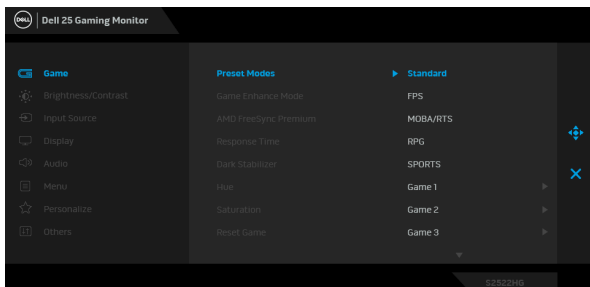 DELL Dell 25 Gaming Monitor
Game Preset Modes Standard
Brightness/Contrast Game Enhance Mode FPS
Input Source AMD FreeSync Premium MOBA/RTS
Display Response Time RPG
Audio Dark Stabilizer SPORTS
Menu Hue Game 1
Personalize Saturation Game 2
Others Reset Game Game 3
S2522HG